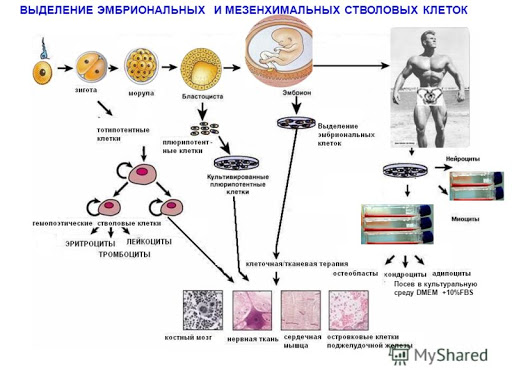 ВЫДЕЛЕНИЕ ЭМБРИОНАЛЬНЫХ И МЕЗЕНХИМАЛЬНЫХ СТВОЛОВЫХ КЛЕТОК
зигота
морула
Бластоциста
Эмбрион
тотипотентные
клетки
плюрипотент-
ные клетки
Выделение
эмбриональных
клеток
Культивированные
плюрипотентные
клетки
Нейроциты
Миоциты
гемопоэтические стволовые клетки
ЭРИТРОЦИТЫ
ЛЕЙКОЦИТЫ
ТРОМБОЦИТЫ
клеточная/тканевая терапия
остеобласты
хондроциты
адипоциты
Посев в культуральную
среду DMEM +10%FBS
костный мозг
нервная ткань
сердечная
мышца
островковые клетки
поджелудочной железы
MyShared